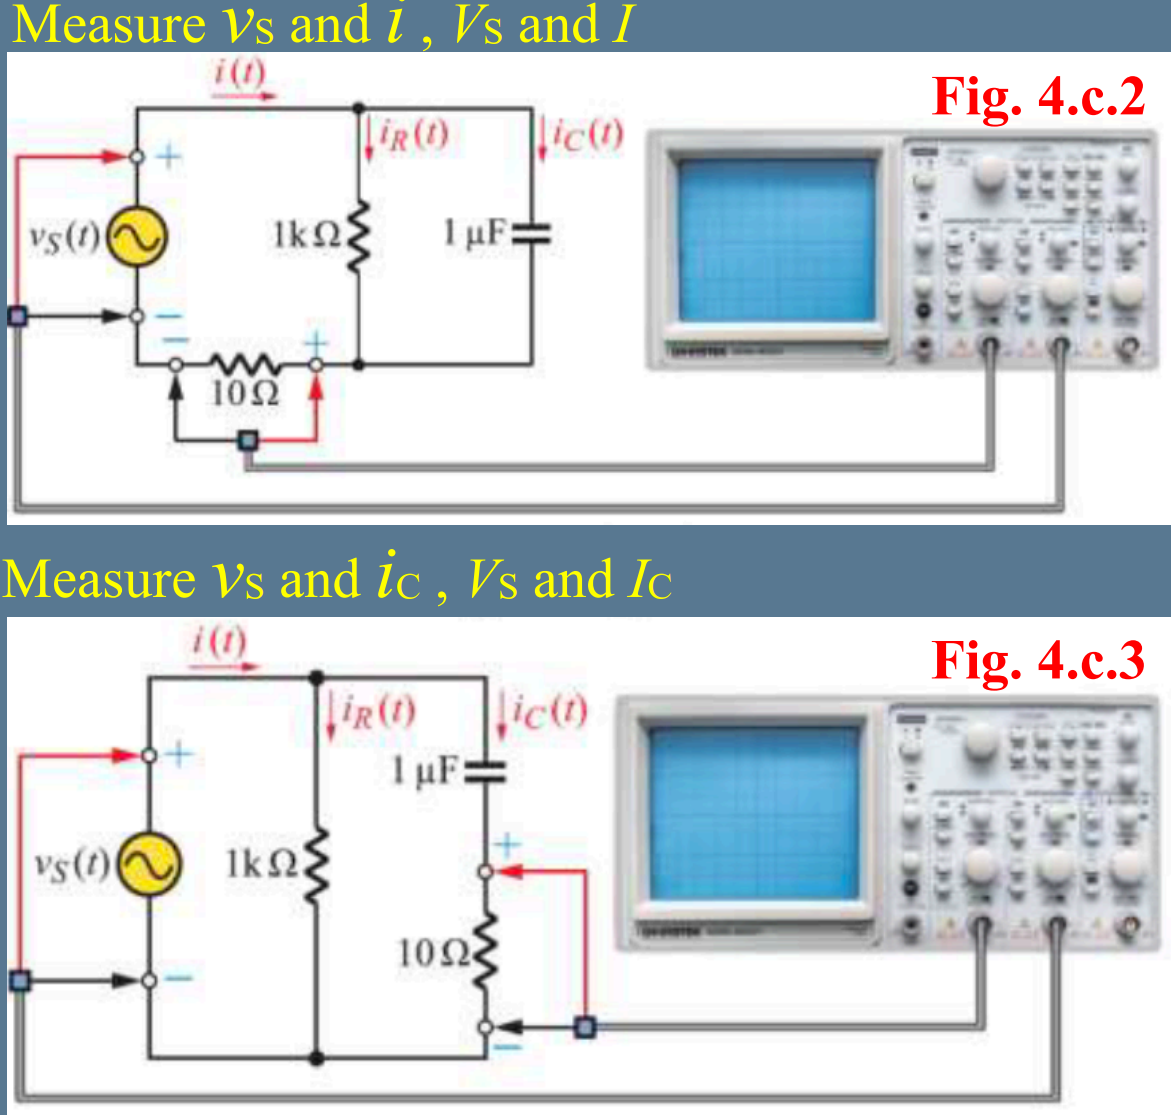 Measure vS and i , VS and I
Fig. 4.c.2
i(t)
iR(t)
iC(t)
+
vS(t)
1kΩ
1 μF
−
−
+
10Ω
Measure vS and iC , VS and IC
Fig. 4.c.3
i(t)
iR(t)
iC(t)
+
1 μF
vS(t)
1kΩ
+
10Ω
−
−